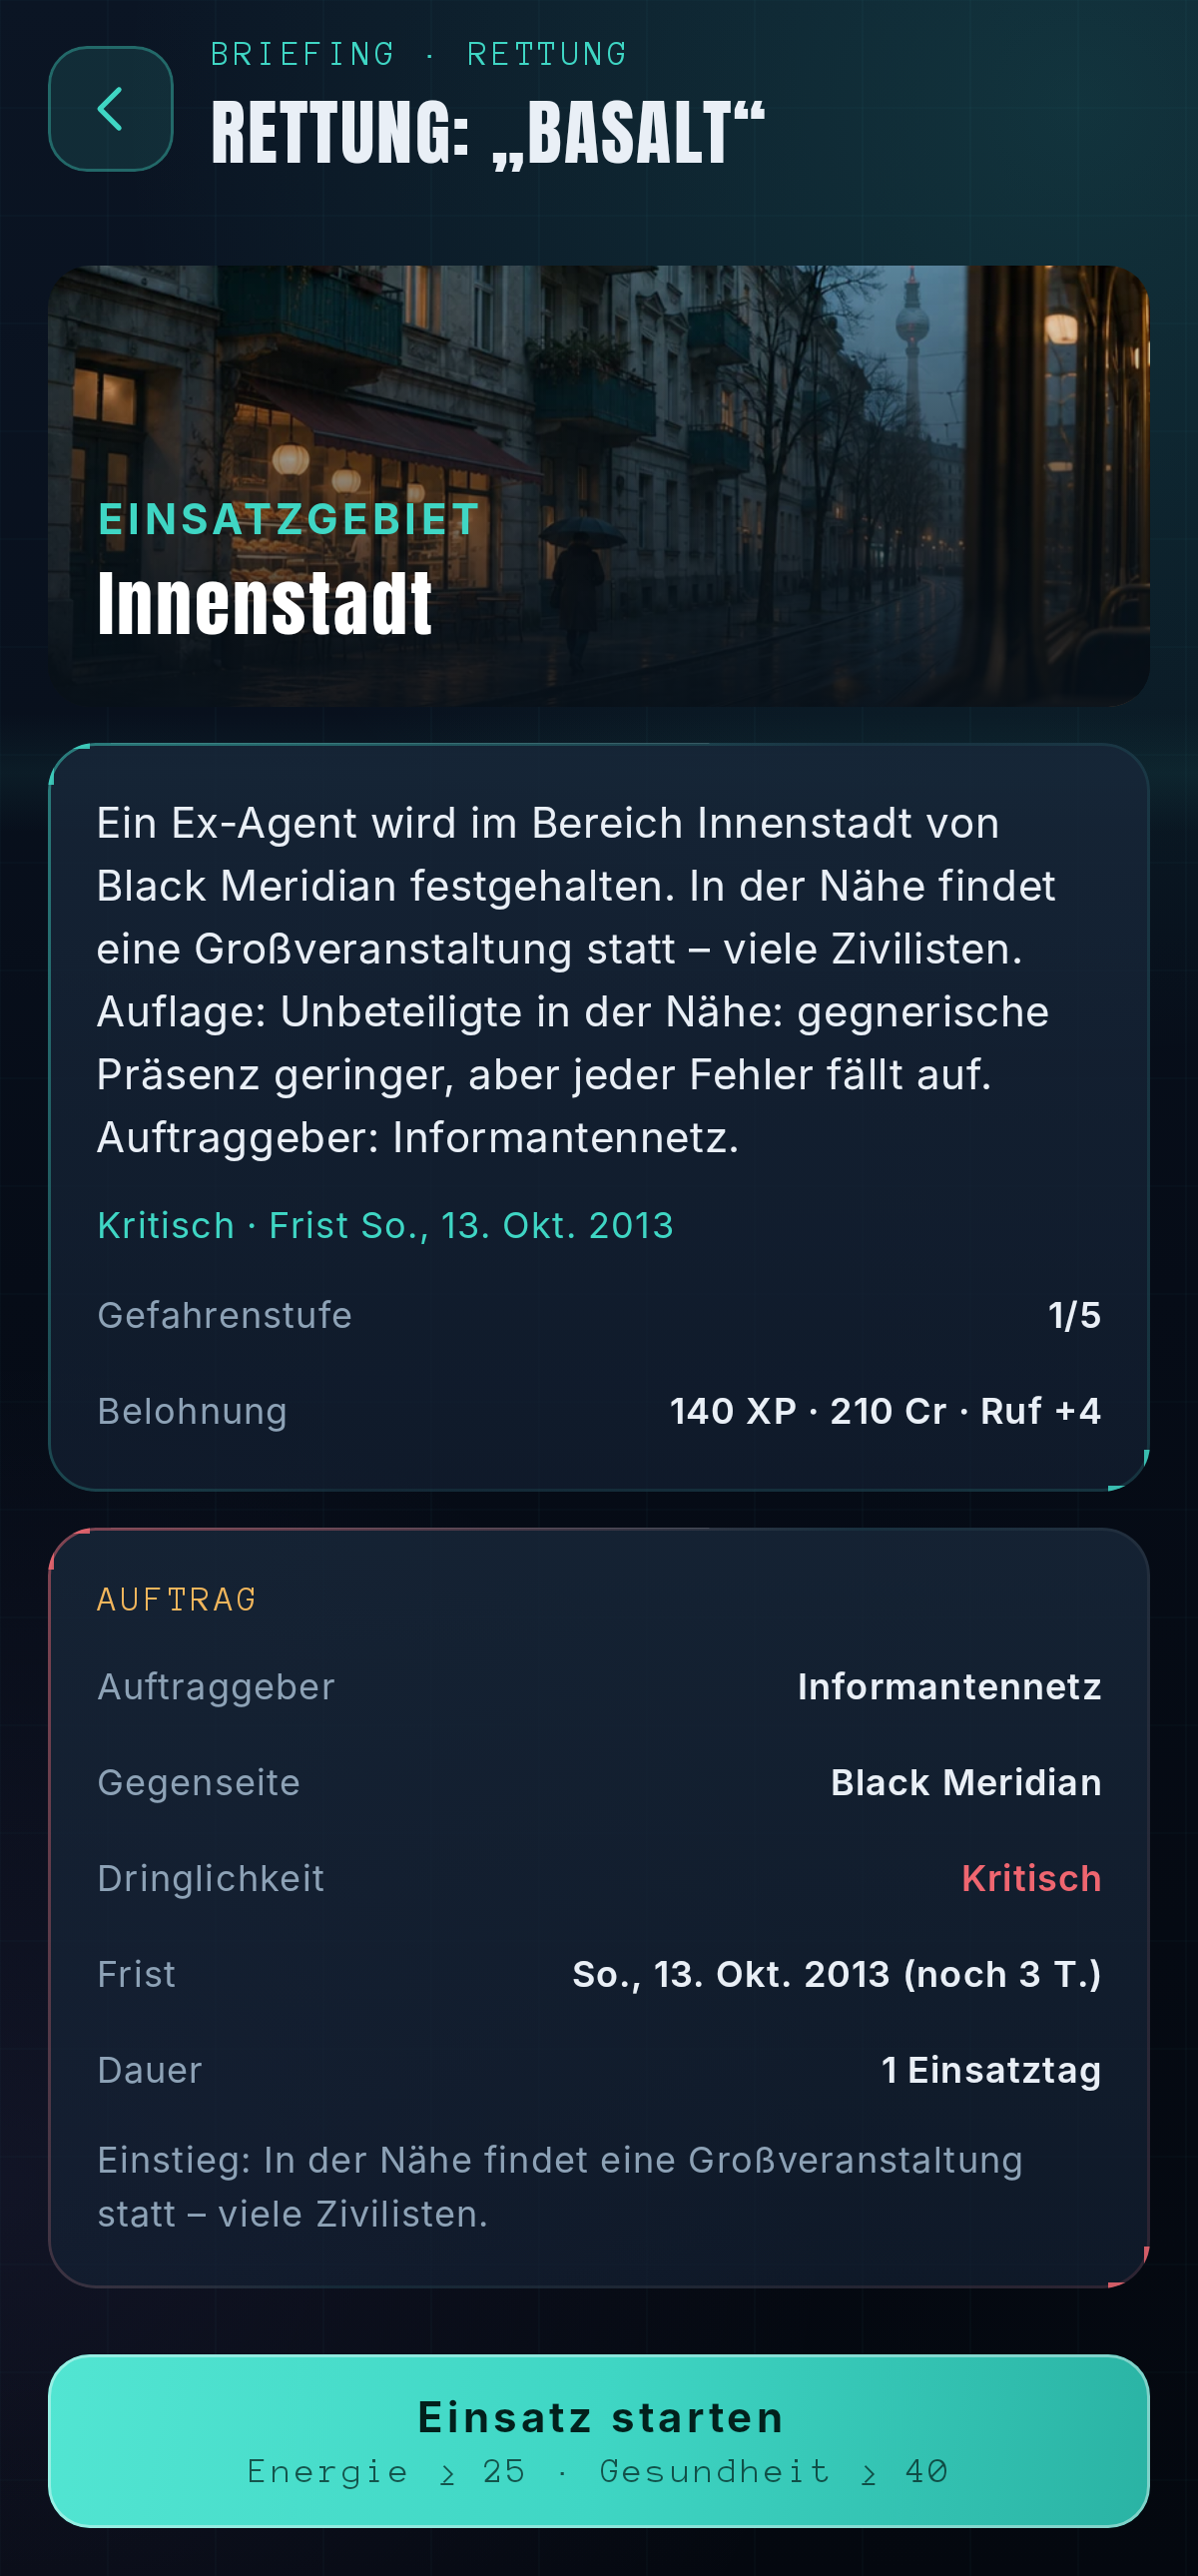 BRIEFING · RETTUNG
RETTUNG: „BASALT“
EINSATZGEBIET
Innenstadt
Ein Ex-Agent wird im Bereich Innenstadt von
Black Meridian festgehalten. In der Nähe findet
eine Großveranstaltung statt – viele Zivilisten.
Auflage: Unbeteiligte in der Nähe: gegnerische
Präsenz geringer, aber jeder Fehler fällt auf.
Auftraggeber: Informantennetz.
Kritisch · Frist So., 13. Okt. 2013
Gefahrenstufe 1/5
Belohnung 140 XP · 210 Cr · Ruf +4
AUFTRAG
Auftraggeber Informantennetz
Gegenseite Black Meridian
Dringlichkeit Kritisch
Frist So., 13. Okt. 2013 (noch 3 T.)
Dauer 1 Einsatztag
Einstieg: In der Nähe findet eine Großveranstaltung
statt – viele Zivilisten.
Einsatz starten
Energie ≥ 25 · Gesundheit ≥ 40